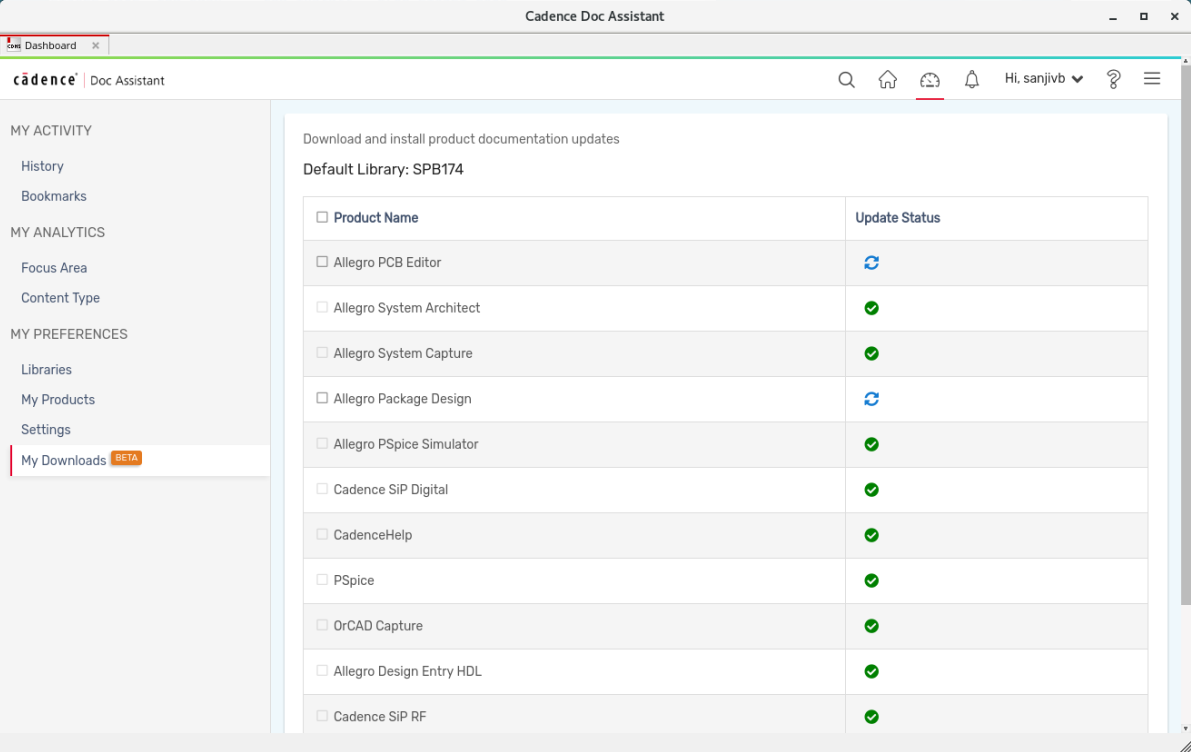 Cadence Doc Assistant
Dashboard
cādence Doc Assistant
Hi, sanjivb
MY ACTIVITY
History
Bookmarks
MY ANALYTICS
Focus Area
Content Type
MY PREFERENCES
Libraries
My Products
Settings
My Downloads BETA
Download and install product documentation updates
Default Library: SPB174
Product Name Update Status
Allegro PCB Editor
Allegro System Architect
Allegro System Capture
Allegro Package Design
Allegro PSpice Simulator
Cadence SiP Digital
CadenceHelp
PSpice
OrCAD Capture
Allegro Design Entry HDL
Cadence SiP RF